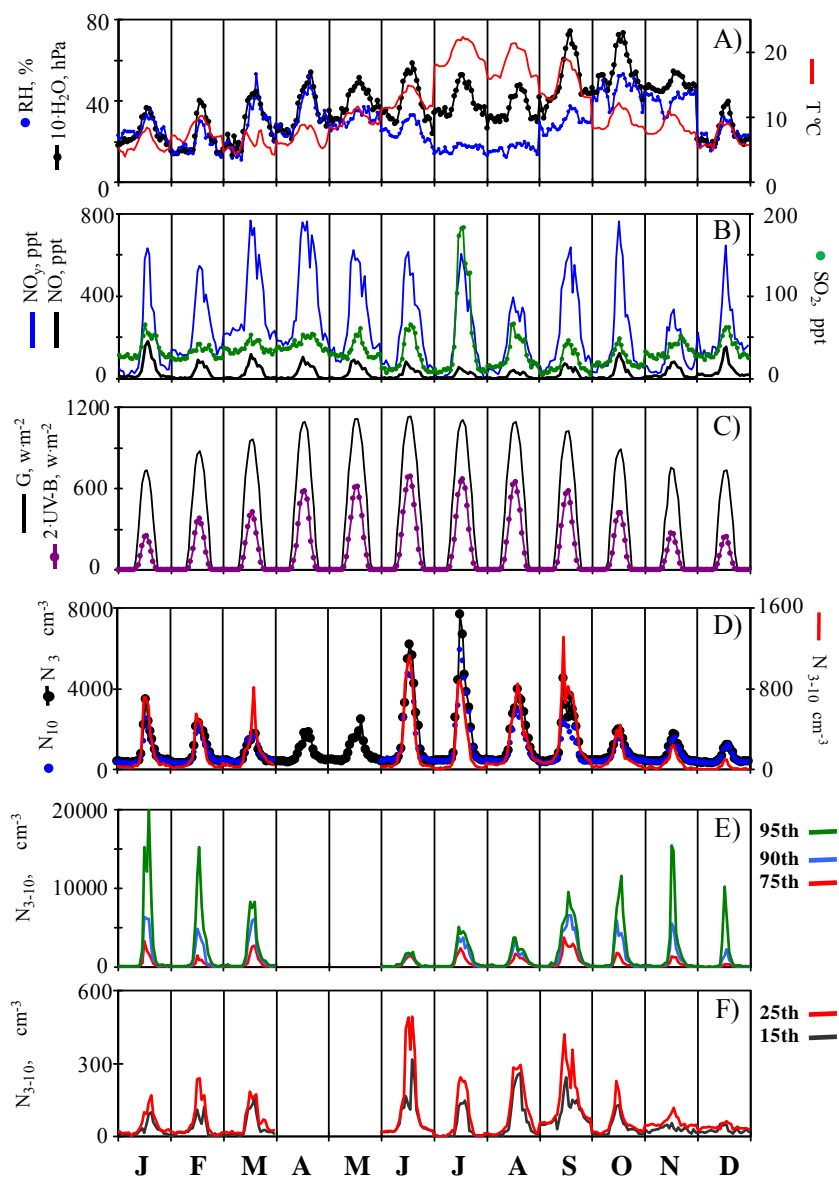 80
40
0
RH, %
10·H₂O, hPa
A)
20
10
0
T ºC
800
400
0
NOy, ppt
NO, ppt
B)
200
100
0
SO₂, ppt
1200
600
0
G, w·m⁻²
2·UV-B, w·m⁻²
C)
8000
4000
0
N₁₀
N₃ cm⁻³
D)
1600
800
0
N₃₋₁₀ cm⁻³
20000
10000
0
N₃₋₁₀, cm⁻³
E)
95th
90th
75th
600
300
0
N₃₋₁₀, cm⁻³
F)
25th
15th
J F M A M J J A S O N D